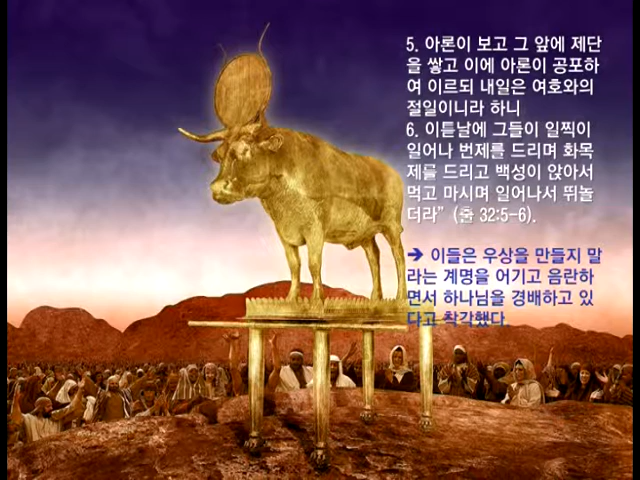 5. 아론이 보고 그 앞에 제단
을 쌓고 이에 아론이 공포하
여 이르되 내일은 여호와의
절일이니라 하니
6. 이튿날에 그들이 일찍이
일어나 번제를 드리며 화목
제를 드리고 백성이 앉아서
먹고 마시며 일어나서 뛰놀
더라” (출 32:5-6).
➔ 이들은 우상을 만들지 말
라는 계명을 어기고 음란하
면서 하나님을 경배하고 있
다고 착각했다.